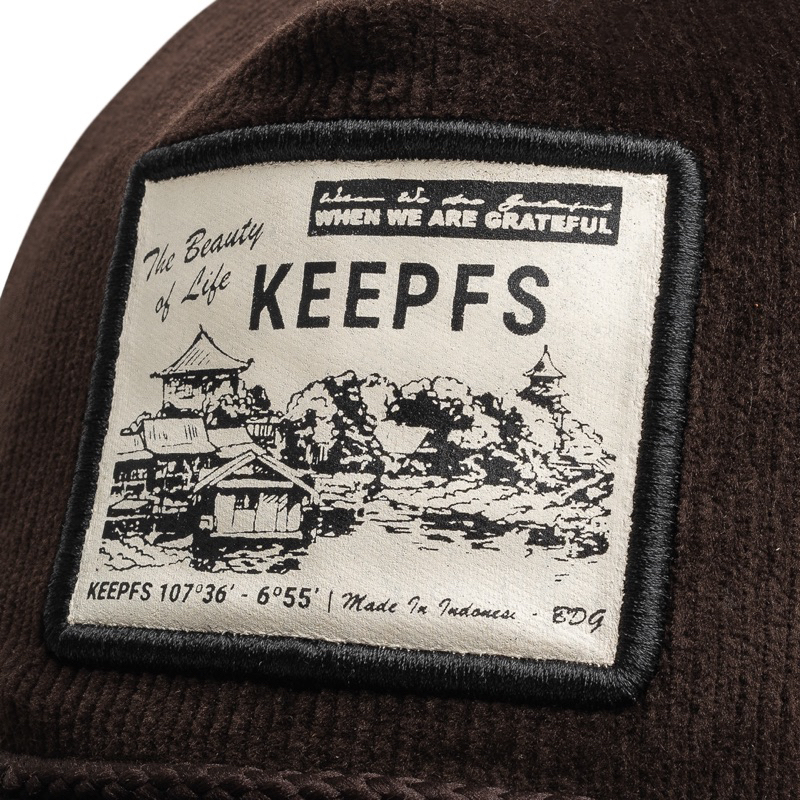 WHEN WE ARE GRATEFUL
The Beauty
of Life
KEEPFS
KEEPFS 107°36' - 6°55' | Made In Indonesi - BDG